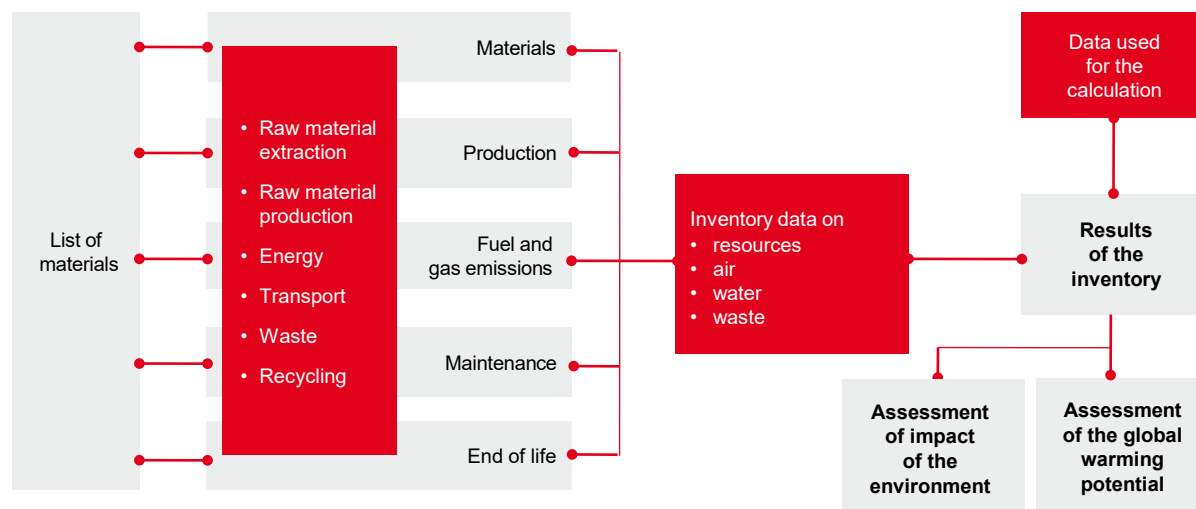 List of
materials
• Raw material
extraction
• Raw material
production
• Energy
• Transport
• Waste
• Recycling
Materials
Production
Fuel and
gas emissions
Maintenance
End of life
Inventory data on
• resources
• air
• water
• waste
Data used
for the
calculation
Results
of the
inventory
Assessment
of impact
of the
environment
Assessment
of the global
warming
potential